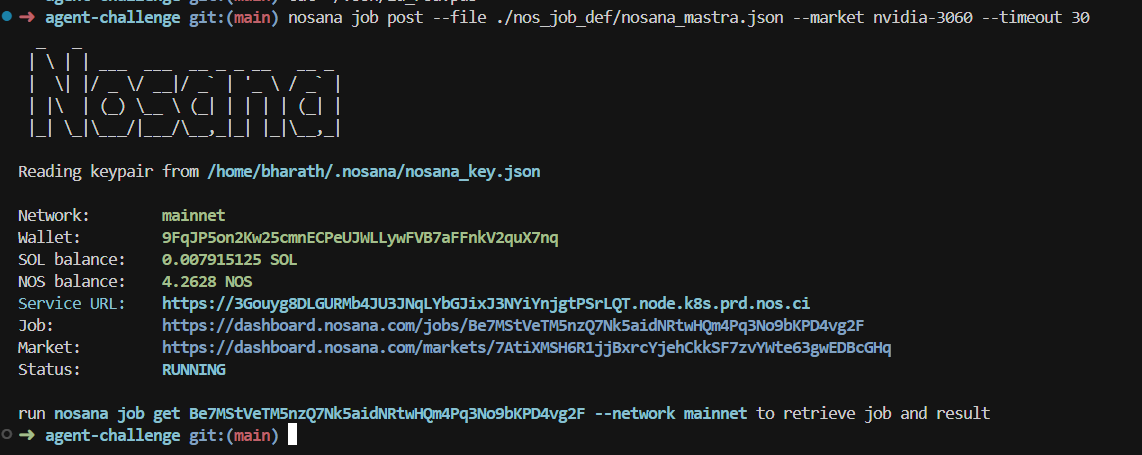 ➜ agent-challenge git:(main) nosana job post --file ./nos_job_def/nosana_mastra.json --market nvidia-3060 --timeout 30
Nosana
Reading keypair from /home/bharath/.nosana/nosana_key.json
Network: mainnet
Wallet: 9FqJP5on2Kw25cmnECPeUJWLLywFVB7aFFnkV2quX7nq
SOL balance: 0.007915125 SOL
NOS balance: 4.2628 NOS
Service URL: https://3Gouyg8DLGURMb4JU3JNqLYbGJixJ3NYiYnjgtPSrLQT.node.k8s.prd.nos.ci
Job: https://dashboard.nosana.com/jobs/Be7MStVeTM5nzQ7Nk5aidNRtwHQm4Pq3No9bKPD4vg2F
Market: https://dashboard.nosana.com/markets/7AtiXMSH6R1jjBxrcYjehCkkSF7zvYWte63gwEDBcGHq
Status: RUNNING
run nosana job get Be7MStVeTM5nzQ7Nk5aidNRtwHQm4Pq3No9bKPD4vg2F --network mainnet to retrieve job and result
➜ agent-challenge git:(main)